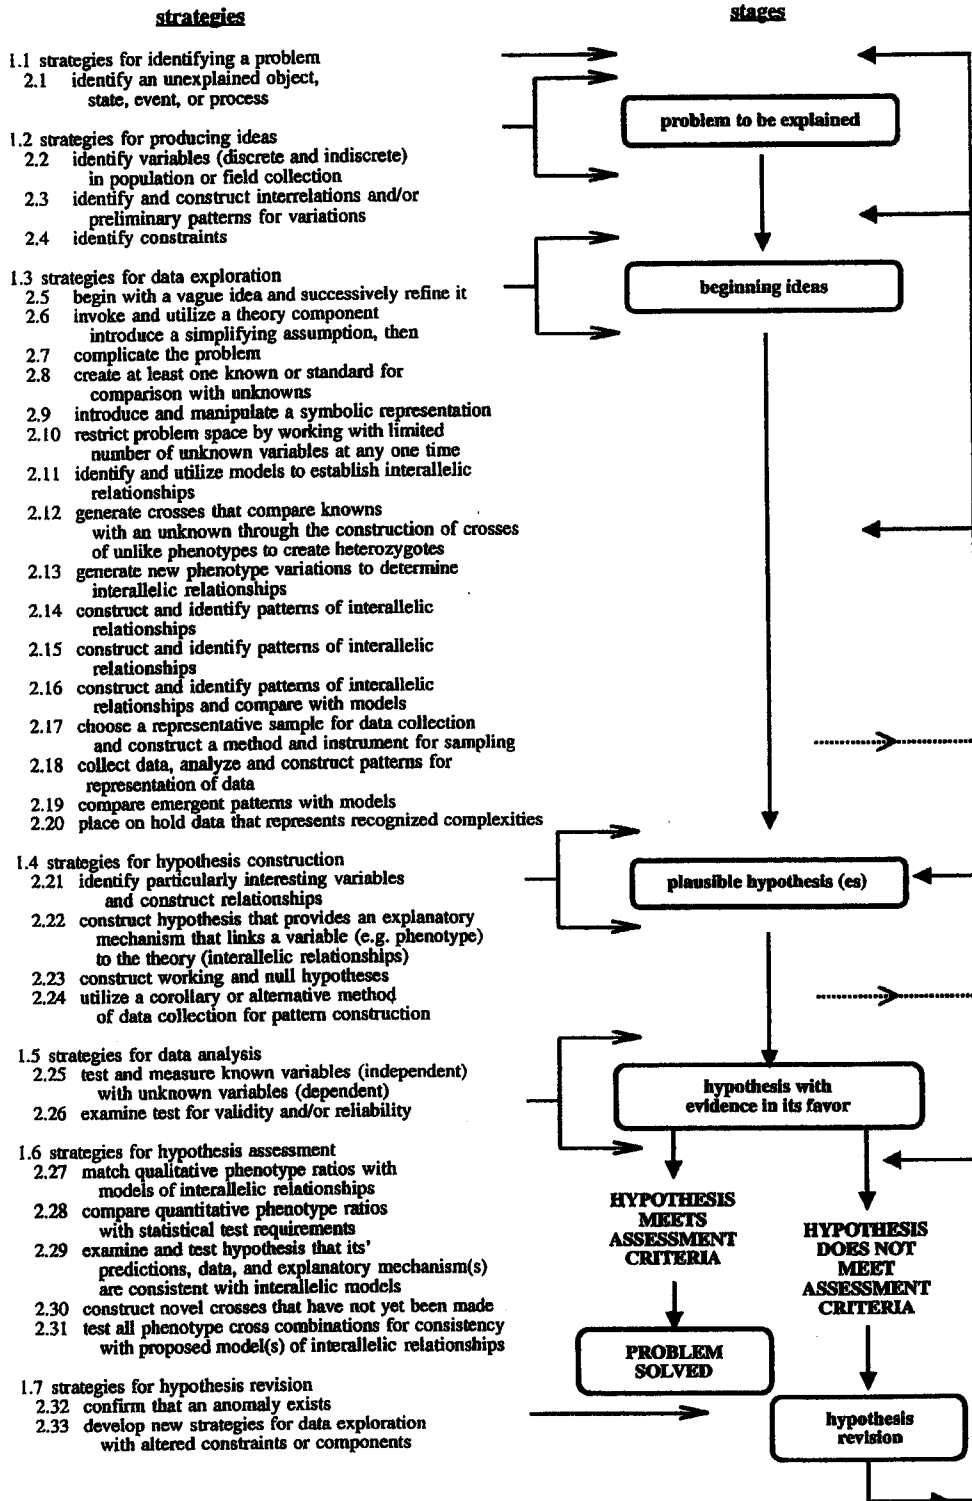 strategies
1.1 strategies for identifying a problem
2.1 identify an unexplained object,
state, event, or process
1.2 strategies for producing ideas
2.2 identify variables (discrete and indiscrete)
in population or field collection
2.3 identify and construct interrelations and/or
preliminary patterns for variations
2.4 identify constraints
1.3 strategies for data exploration
2.5 begin with a vague idea and successively refine it
2.6 invoke and utilize a theory component
introduce a simplifying assumption, then
2.7 complicate the problem
2.8 create at least one known or standard for
comparison with unknowns
2.9 introduce and manipulate a symbolic representation
2.10 restrict problem space by working with limited
number of unknown variables at any one time
2.11 identify and utilize models to establish interallelic
relationships
2.12 generate crosses that compare knowns
with an unknown through the construction of crosses
of unlike phenotypes to create heterozygotes
2.13 generate new phenotype variations to determine
interallelic relationships
2.14 construct and identify patterns of interallelic
relationships
2.15 construct and identify patterns of interallelic
relationships
2.16 construct and identify patterns of interallelic
relationships and compare with models
2.17 choose a representative sample for data collection
and construct a method and instrument for sampling
2.18 collect data, analyze and construct patterns for
representation of data
2.19 compare emergent patterns with models
2.20 place on hold data that represents recognized complexities
1.4 strategies for hypothesis construction
2.21 identify particularly interesting variables
and construct relationships
2.22 construct hypothesis that provides an explanatory
mechanism that links a variable (e.g. phenotype)
to the theory (interallelic relationships)
2.23 construct working and null hypotheses
2.24 utilize a corollary or alternative method
of data collection for pattern construction
1.5 strategies for data analysis
2.25 test and measure known variables (independent)
with unknown variables (dependent)
2.26 examine test for validity and/or reliability
1.6 strategies for hypothesis assessment
2.27 match qualitative phenotype ratios with
models of interallelic relationships
2.28 compare quantitative phenotype ratios
with statistical test requirements
2.29 examine and test hypothesis that its'
predictions, data, and explanatory mechanism(s)
are consistent with interallelic models
2.30 construct novel crosses that have not yet been made
2.31 test all phenotype cross combinations for consistency
with proposed model(s) of interallelic relationships
1.7 strategies for hypothesis revision
2.32 confirm that an anomaly exists
2.33 develop new strategies for data exploration
with altered constraints or components
stages
problem to be explained
beginning ideas
plausible hypothesis (es)
hypothesis with
evidence in its favor
HYPOTHESIS
MEETS
ASSESSMENT
CRITERIA
HYPOTHESIS
DOES NOT
MEET
ASSESSMENT
CRITERIA
PROBLEM
SOLVED
hypothesis
revision